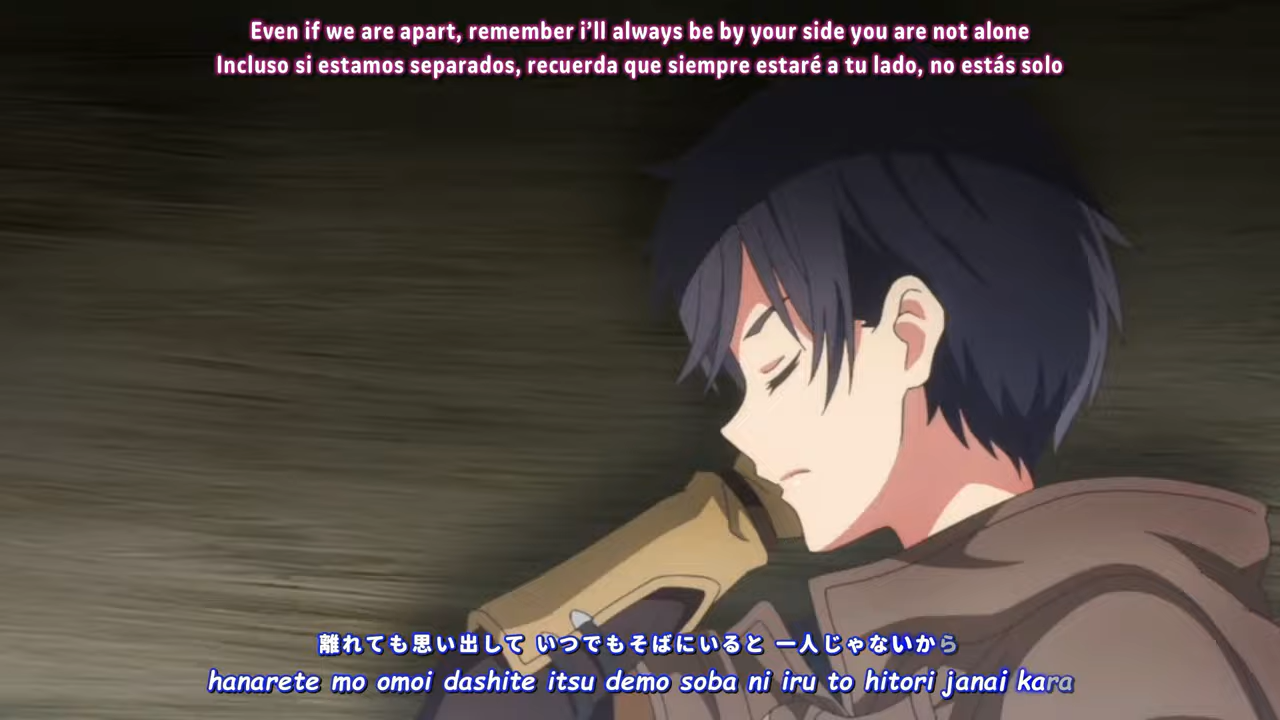 Even if we are apart, remember i'll always be by your side you are not alone
Incluso si estamos separados, recuerda que siempre estaré a tu lado, no estás solo
離れても思い出して いつでもそばにいると 一人じゃないから
hanarete mo omoi dashite itsu demo soba ni iru to hitori janai kara